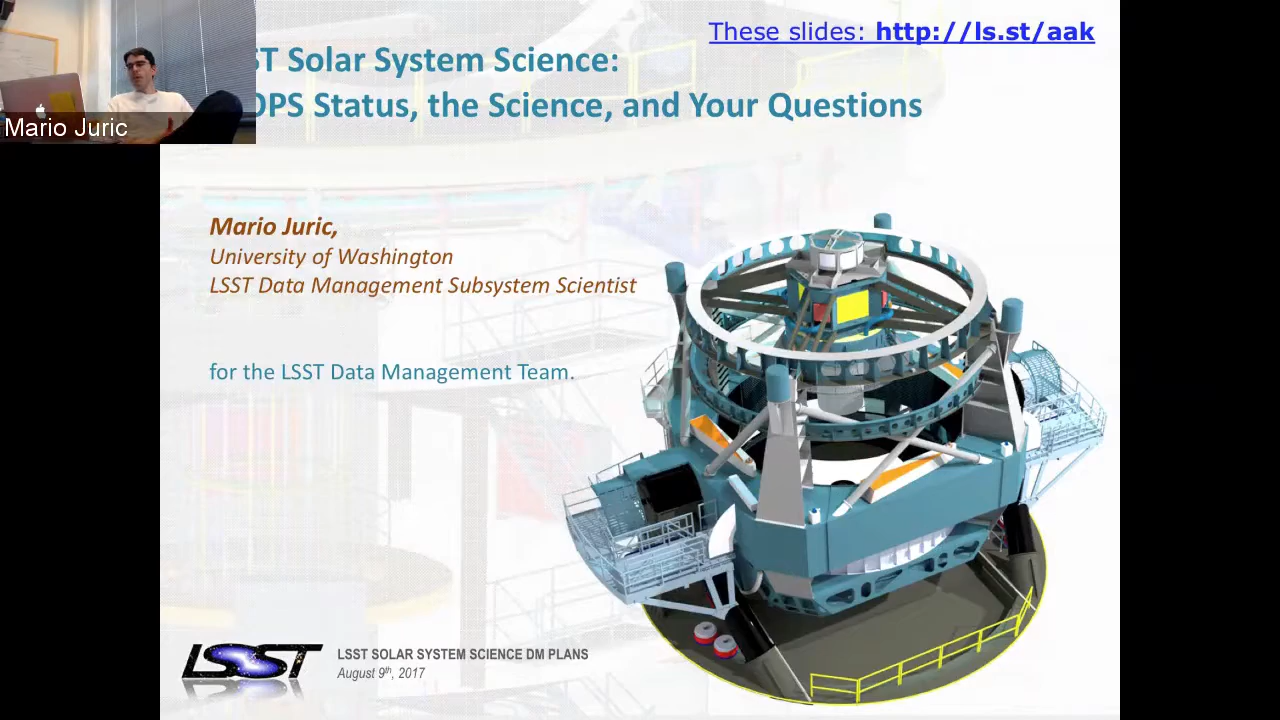 These slides: http://ls.st/aak
ST Solar System Science:
OPS Status, the Science, and Your Questions
Mario Juric
Mario Juric,
University of Washington
LSST Data Management Subsystem Scientist
for the LSST Data Management Team.
LSST
LSST SOLAR SYSTEM SCIENCE DM PLANS
August 9th, 2017